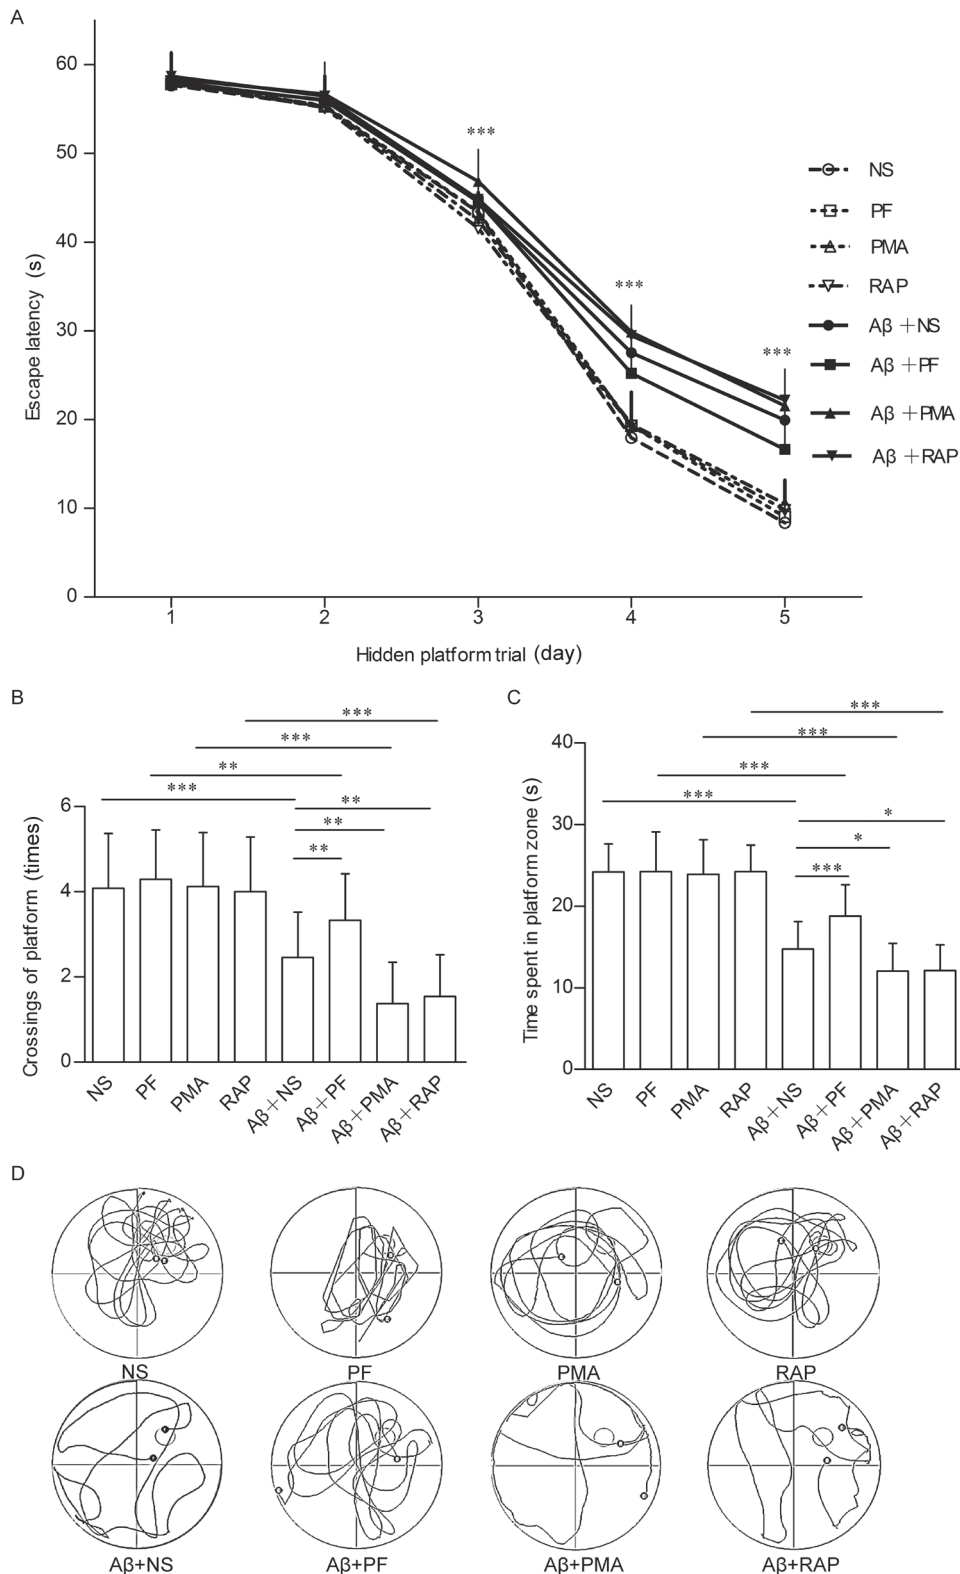 A
Escape latency (s)
60
50
40
30
20
10
0
***
***
***
NS
PF
PMA
RAP
Aβ+NS
Aβ+PF
Aβ+PMA
Aβ+RAP
1 2 3 4 5
Hidden platform trial (day)
B
***
***
**
***
**
**
**
Crossings of platform (times)
6
4
2
0
NS PF PMA RAP Aβ+NS Aβ+PF Aβ+PMA Aβ+RAP
C
***
***
***
***
*
*
***
Time spent in platform zone (s)
40
30
20
10
0
NS PF PMA RAP Aβ+NS Aβ+PF Aβ+PMA Aβ+RAP
D
NS PF PMA RAP
Aβ+NS Aβ+PF Aβ+PMA Aβ+RAP